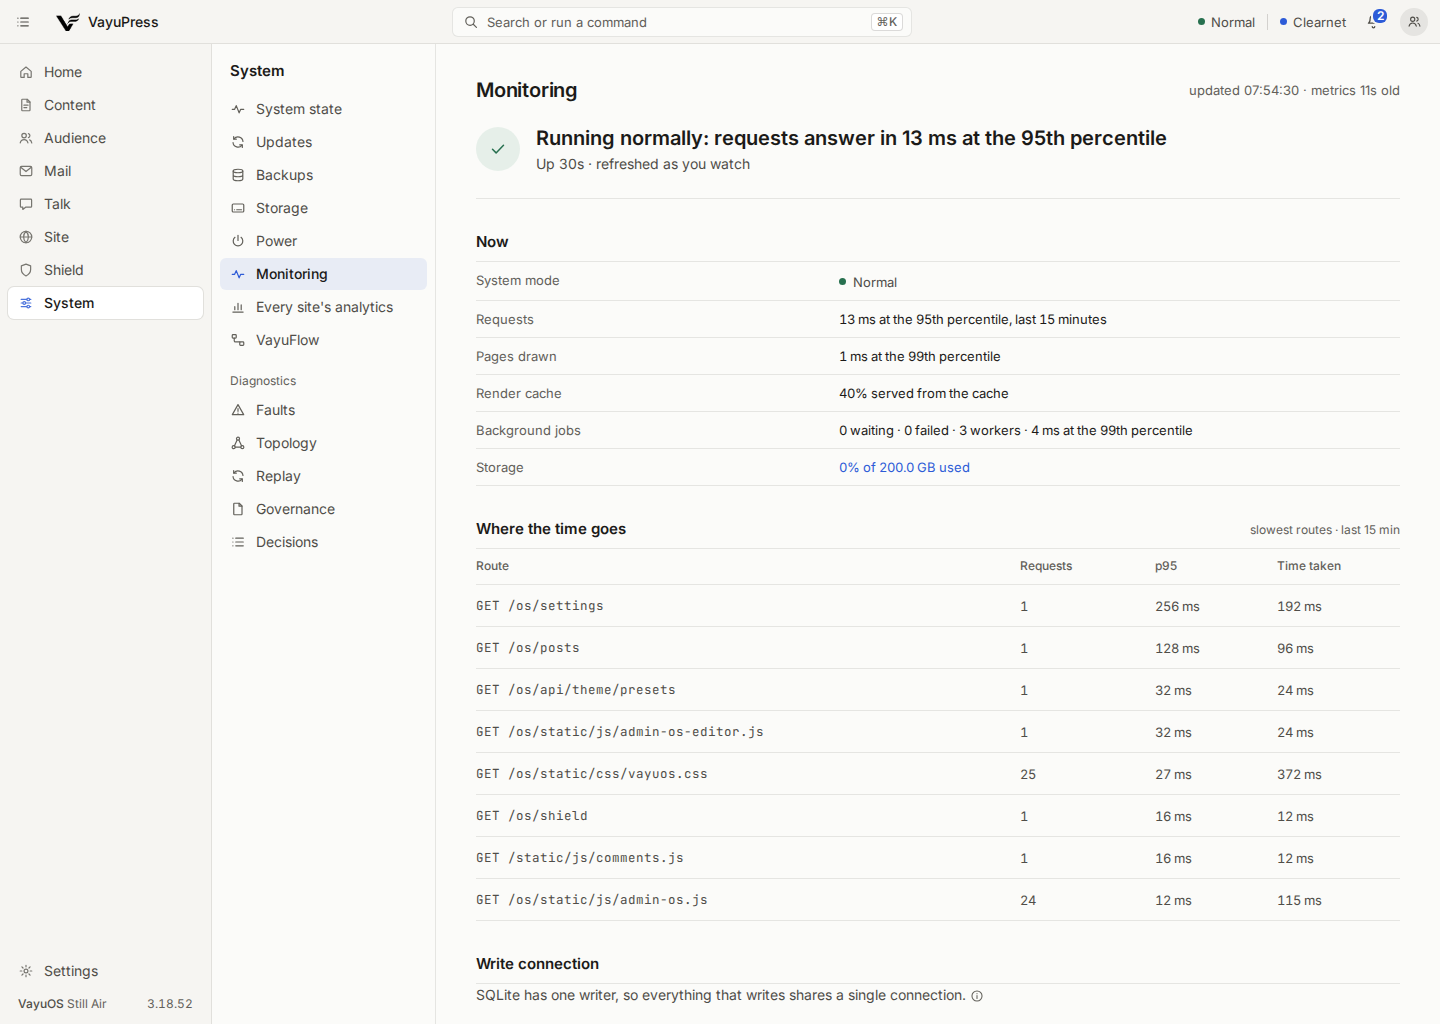 VayuPress
Search or run a command
⌘K
Normal
Clearnet
2
Home
Content
Audience
Mail
Talk
Site
Shield
System
Settings
VayuOS Still Air 3.18.52
System
System state
Updates
Backups
Storage
Power
Monitoring
Every site's analytics
VayuFlow
Diagnostics
Faults
Topology
Replay
Governance
Decisions
Monitoring
updated 07:54:30 · metrics 11s old
Running normally: requests answer in 13 ms at the 95th percentile
Up 30s · refreshed as you watch
Now
System mode Normal
Requests 13 ms at the 95th percentile, last 15 minutes
Pages drawn 1 ms at the 99th percentile
Render cache 40% served from the cache
Background jobs 0 waiting · 0 failed · 3 workers · 4 ms at the 99th percentile
Storage 0% of 200.0 GB used
Where the time goes slowest routes · last 15 min
Route Requests p95 Time taken
GET /os/settings 1 256 ms 192 ms
GET /os/posts 1 128 ms 96 ms
GET /os/api/theme/presets 1 32 ms 24 ms
GET /os/static/js/admin-os-editor.js 1 32 ms 24 ms
GET /os/static/css/vayuos.css 25 27 ms 372 ms
GET /os/shield 1 16 ms 12 ms
GET /static/js/comments.js 1 16 ms 12 ms
GET /os/static/js/admin-os.js 24 12 ms 115 ms
Write connection
SQLite has one writer, so everything that writes shares a single connection.